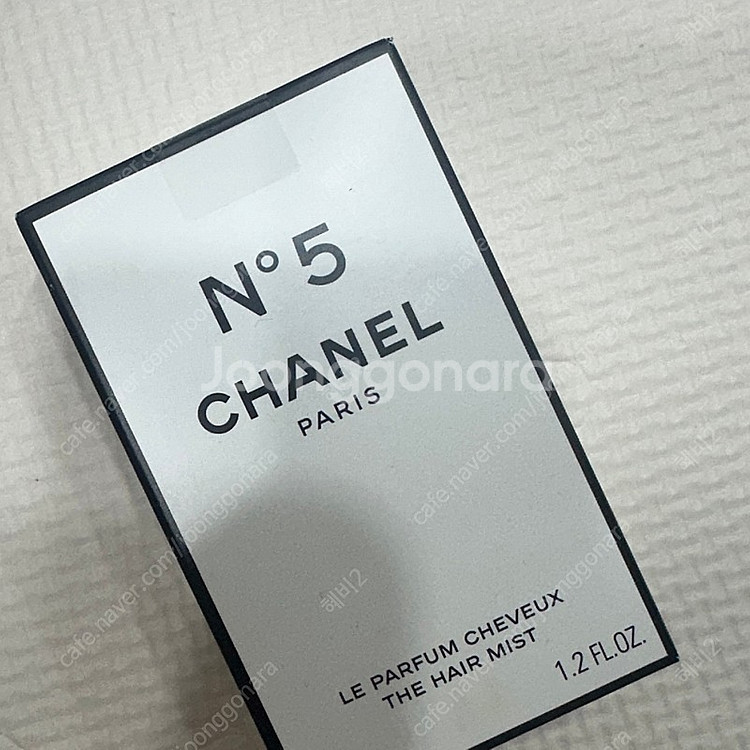 N° 5
CHANEL
PARIS
LE PARFUM CHEVEUX
THE HAIR MIST
1.2 FL.OZ.
Joonggonara
cafe.naver.com/joonggonara
헤비2